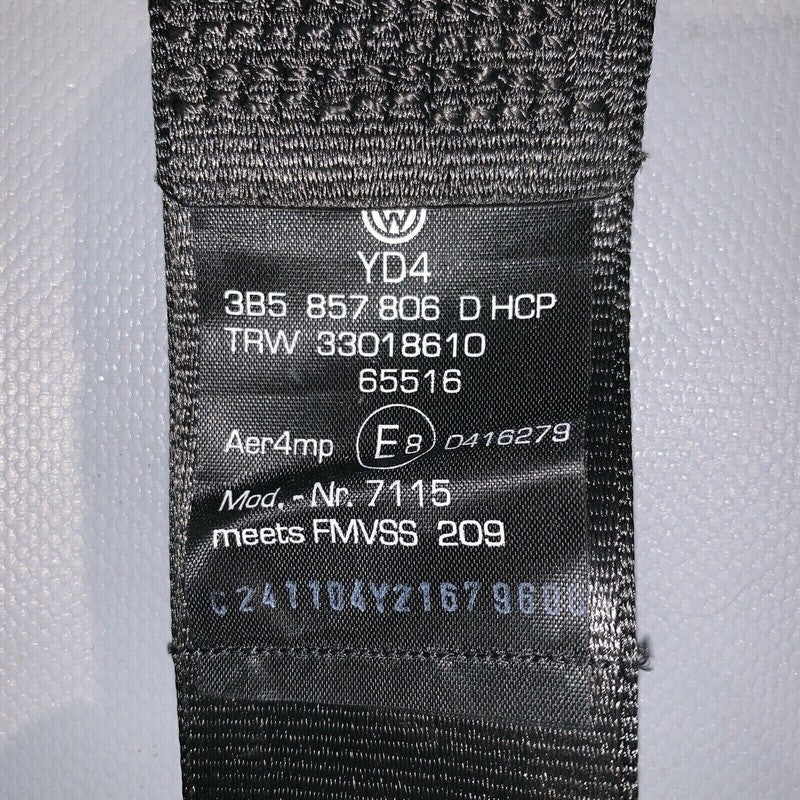 YD4
3B5 857 806 D HCP
TRW 33018610
65516
Aer4mp E8 D416279
Mod. - Nr. 7115
meets FMVSS 209